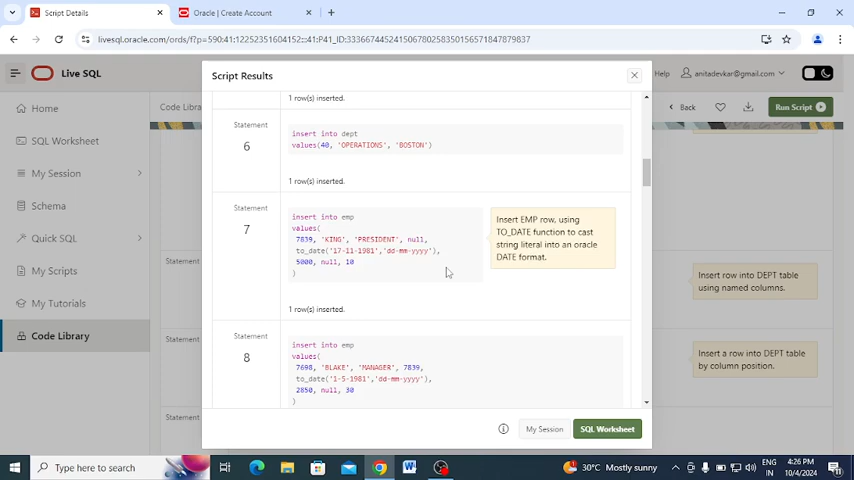 Script Details
Oracle | Create Account
livesql.oracle.com/ords/f?p=590:41:12252351604152:::41:P41_ID:333667445241506780258350156571847879837
Live SQL
Help
anitadevkar@gmail.com
Home
SQL Worksheet
My Session
Schema
Quick SQL
My Scripts
My Tutorials
Code Library
Code Libra
Back
Run Script
Statement
Statement
Statement
Insert row into DEPT table
using named columns.
Insert a row into DEPT table
by column position.
Script Results
1 row(s) inserted.
Statement
6
insert into dept
values(40, 'OPERATIONS', 'BOSTON')
1 row(s) inserted.
Statement
7
insert into emp
values(
7839, 'KING', 'PRESIDENT', null,
to_date('17-11-1981','dd-mm-yyyy'),
5000, null, 10
)
Insert EMP row, using
TO_DATE function to cast
string literal into an oracle
DATE format.
1 row(s) inserted.
Statement
8
insert into emp
values(
7698, 'BLAKE', 'MANAGER', 7839,
to_date('1-5-1981','dd-mm-yyyy'),
2850, null, 30
)
My Session
SQL Worksheet
Type here to search
30°C Mostly sunny
ENG
IN
4:26 PM
10/4/2024